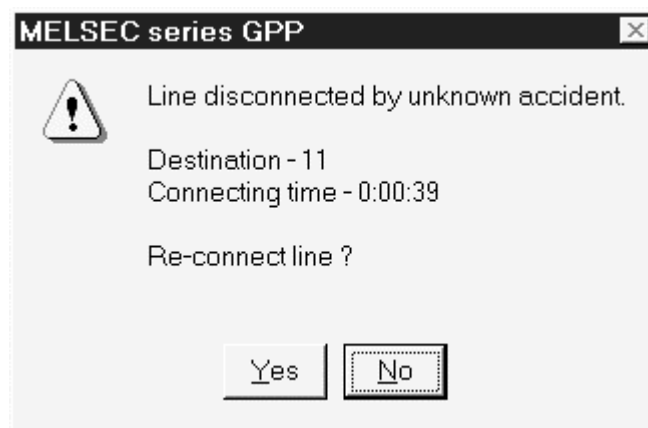 MELSEC series GPP
Line disconnected by unknown accident.
Destination - 11
Connecting time - 0:00:39
Re-connect line ?
Yes
No